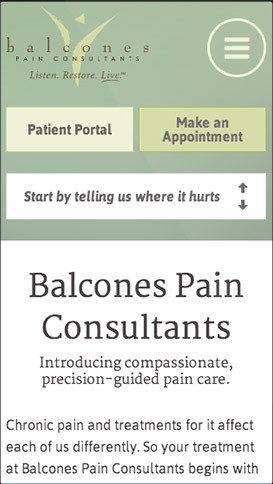 balcones
PAIN CONSULTANTS
Listen. Restore. Live.℠
Patient Portal
Make an
Appointment
Start by telling us where it hurts
Balcones Pain
Consultants
Introducing compassionate,
precision-guided pain care.
Chronic pain and treatments for it affect
each of us differently. So your treatment
at Balcones Pain Consultants begins with